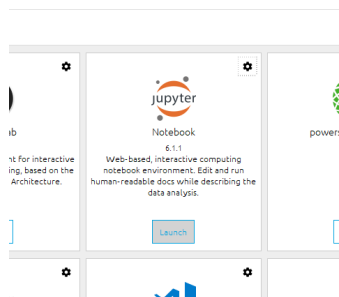 jupyter
ab
Notebook
powers
6.1.1
nt for interactive
ing, based on the
Architecture.
Web-based, interactive computing
notebook environment. Edit and run
human-readable docs while describing the
data analysis.
Launch